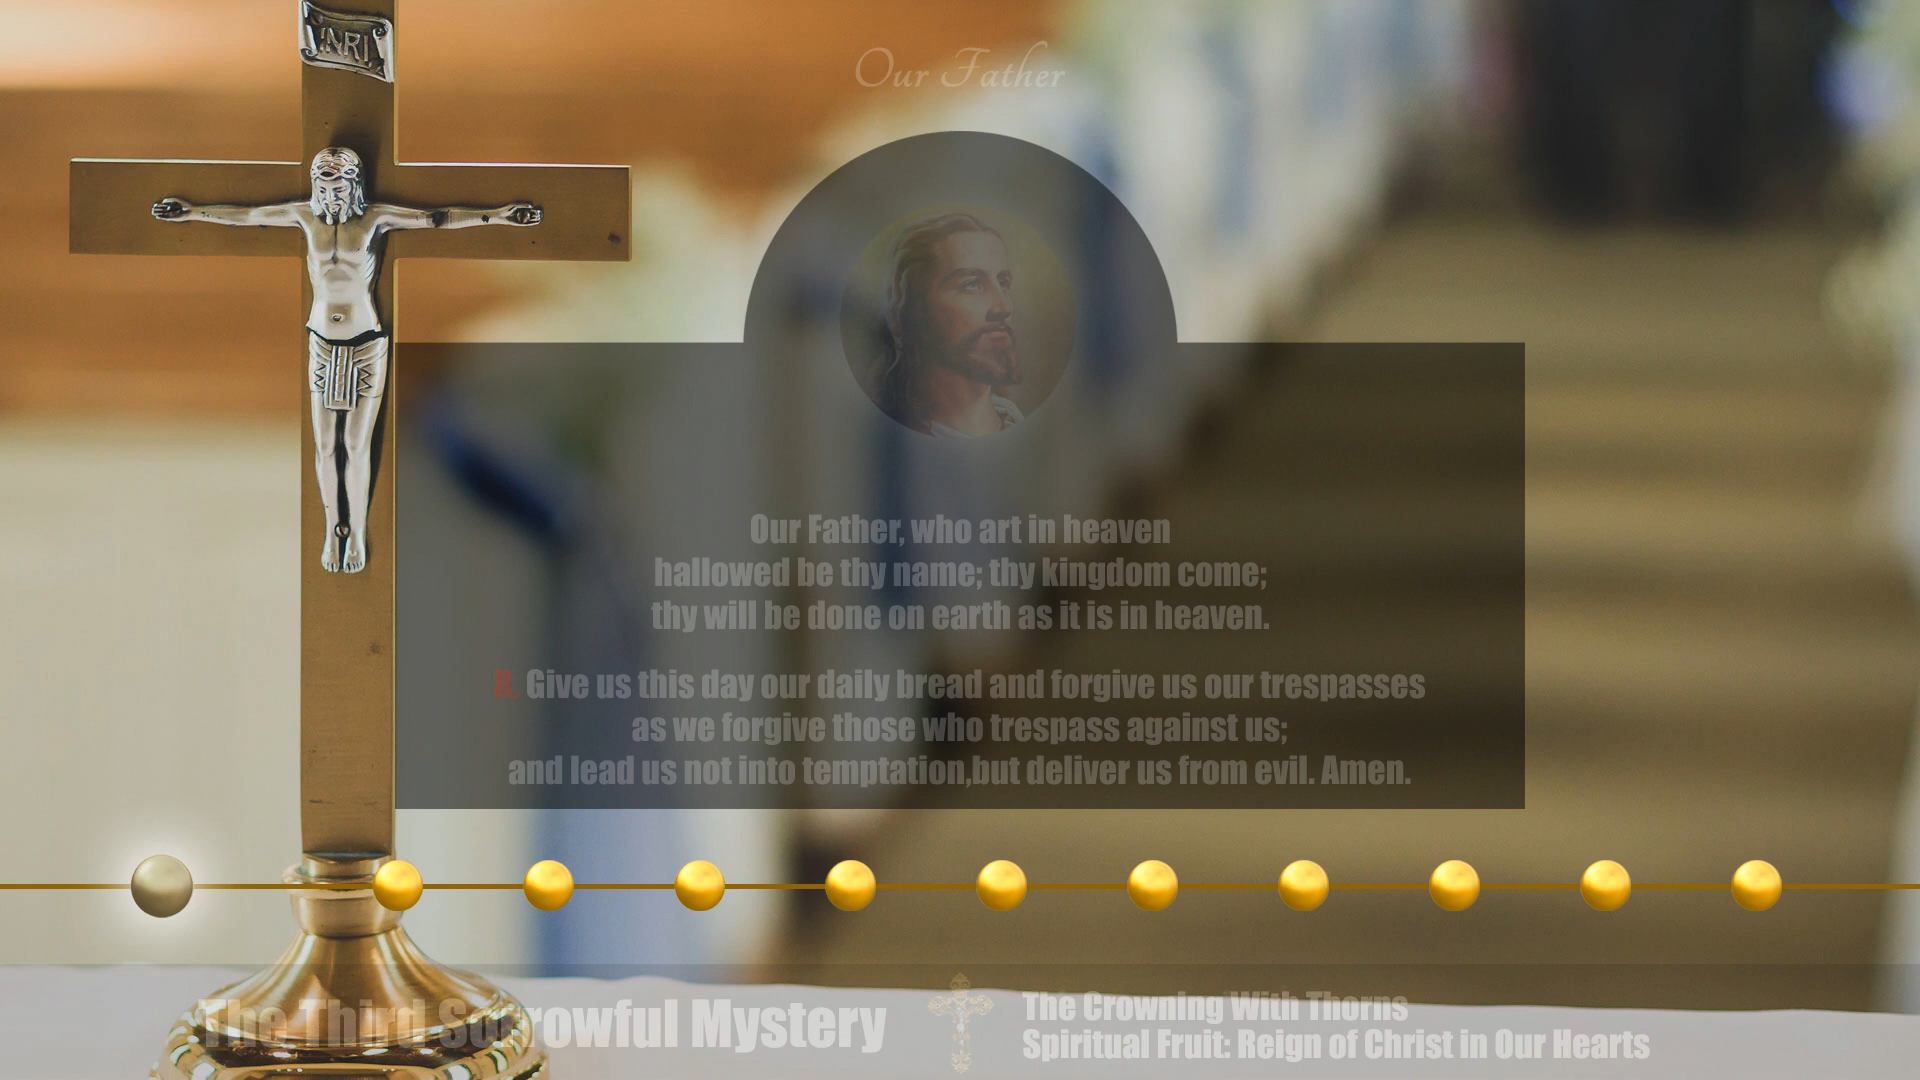 INRI
Our Father
Our Father, who art in heaven
hallowed be thy name; thy kingdom come;
thy will be done on earth as it is in heaven.
R. Give us this day our daily bread and forgive us our trespasses
as we forgive those who trespass against us;
and lead us not into temptation,but deliver us from evil. Amen.
The Third Sorrowful Mystery
The Crowning With Thorns
Spiritual Fruit: Reign of Christ in Our Hearts